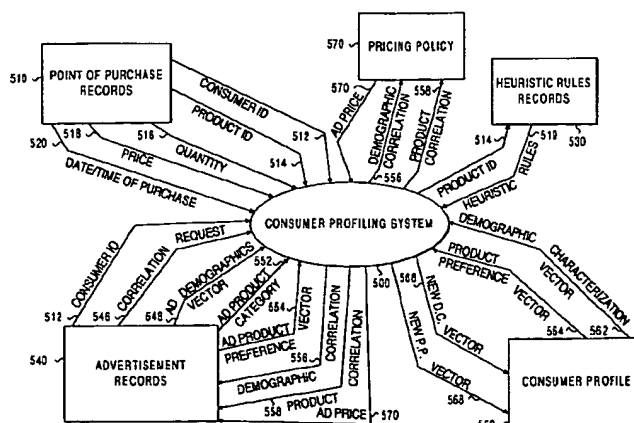 570
PRICING POLICY
510
POINT OF PURCHASE
RECORDS
HEURISTIC RULES
RECORDS
530
CONSUMER ID
PRODUCT ID
512
514
570
AD PRICE
DEMOGRAPHIC
CORRELATION
556
558
PRODUCT
CORRELATION
514
519
PRODUCT ID
HEURISTIC
RULES
520
518
516
QUANTITY
PRICE
DATE/TIME OF PURCHASE
CONSUMER PROFILING SYSTEM
500
512
CONSUMER ID
546
CORRELATION
REQUEST
548
AD DEMOGRAPHICS
VECTOR
552
AD PRODUCT
CATEGORY
554
AD PRODUCT
PREFERENCE
VECTOR
556
DEMOGRAPHIC
CORRELATION
558
PRODUCT
CORRELATION
AD PRICE
570
DEMOGRAPHIC
CHARACTERIZATION
VECTOR
562
PRODUCT
PREFERENCE
VECTOR
564
566
NEW D.C.
VECTOR
NEW P.P.
VECTOR
568
540
ADVERTISEMENT
RECORDS
CONSUMER PROFILE